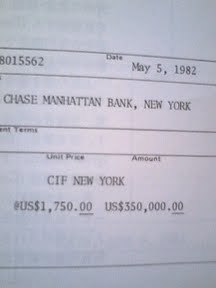 8015562 Date May 5, 1982
CHASE MANHATTAN BANK, NEW YORK
Terms
Unit Price Amount
CIF NEW YORK
@US$1,750.00 US$350,000.00